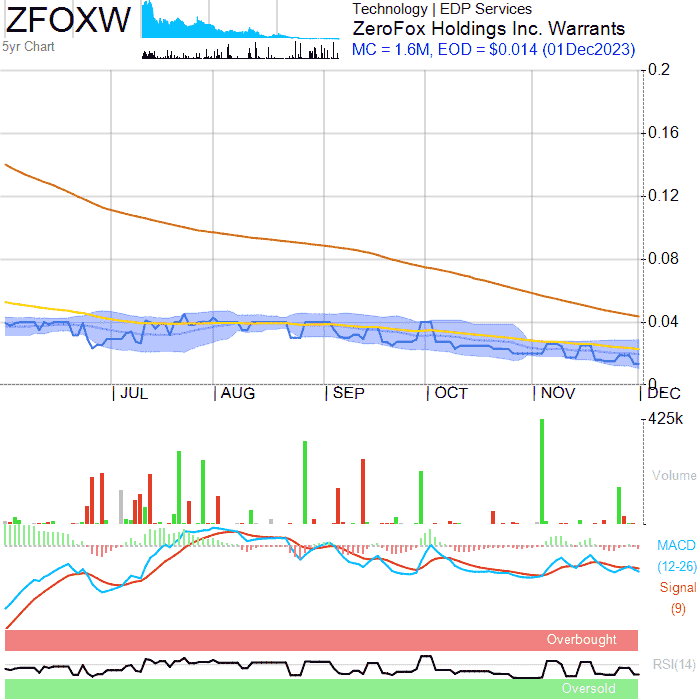 ZFOXW
5yr Chart
Technology | EDP Services
ZeroFox Holdings Inc. Warrants
MC = 1.6M, EOD = $0.014 (01Dec2023)
0.2
0.16
0.12
0.08
0.04
0
JUL AUG SEP OCT NOV DEC
425k
Volume
MACD
(12-26)
Signal
(9)
Overbought
RSI(14)
Oversold